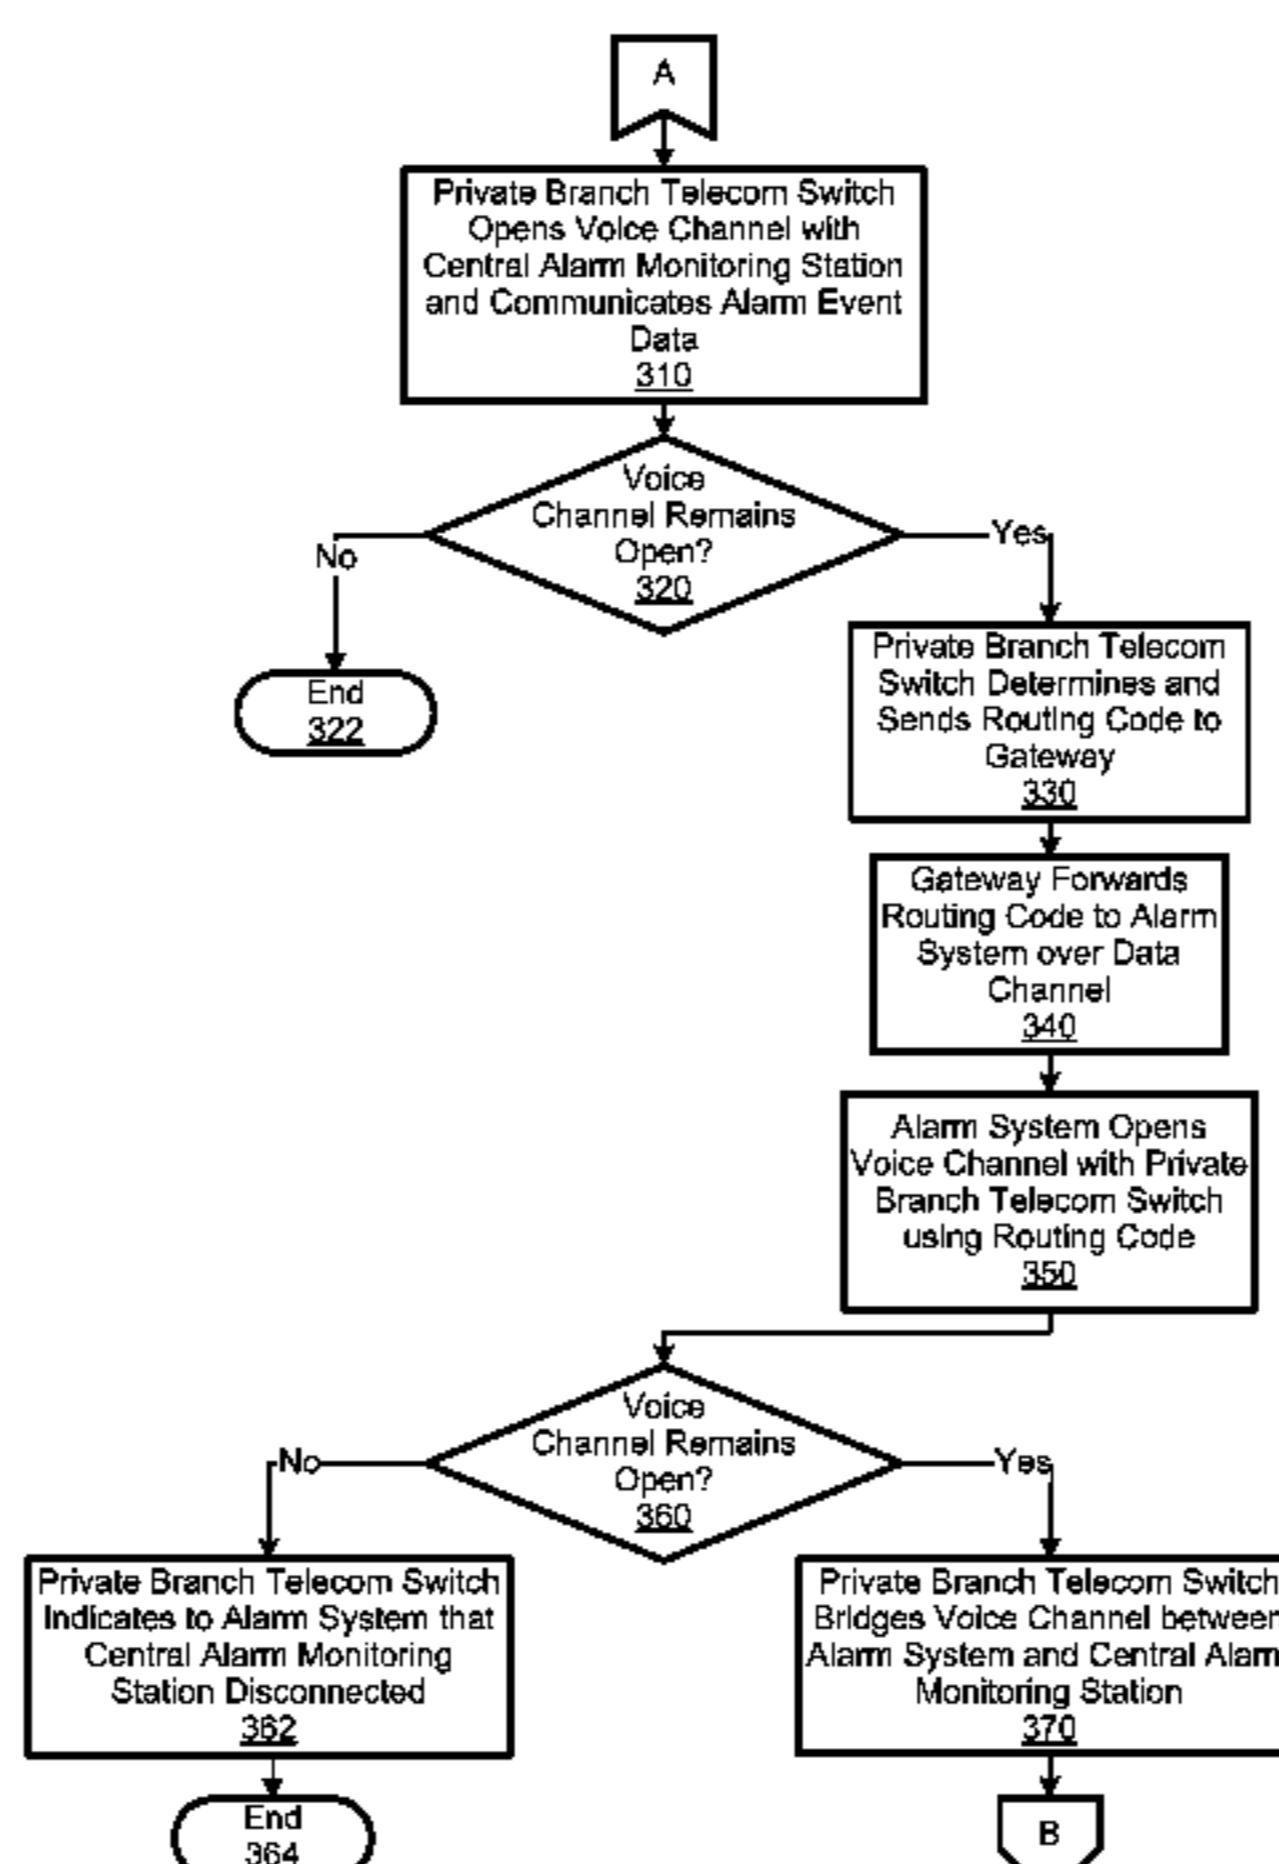 A
Private Branch Telecom Switch
Opens Voice Channel with
Central Alarm Monitoring Station
and Communicates Alarm Event
Data
310
Voice
Channel Remains
Open?
320
No
Yes
End
322
Private Branch Telecom
Switch Determines and
Sends Routing Code to
Gateway
330
Gateway Forwards
Routing Code to Alarm
System over Data
Channel
340
Alarm System Opens
Voice Channel with Private
Branch Telecom Switch
using Routing Code
350
Voice
Channel Remains
Open?
360
No
Yes
Private Branch Telecom Switch
Indicates to Alarm System that
Central Alarm Monitoring
Station Disconnected
362
Private Branch Telecom Switch
Bridges Voice Channel between
Alarm System and Central Alarm
Monitoring Station
370
End
364
B